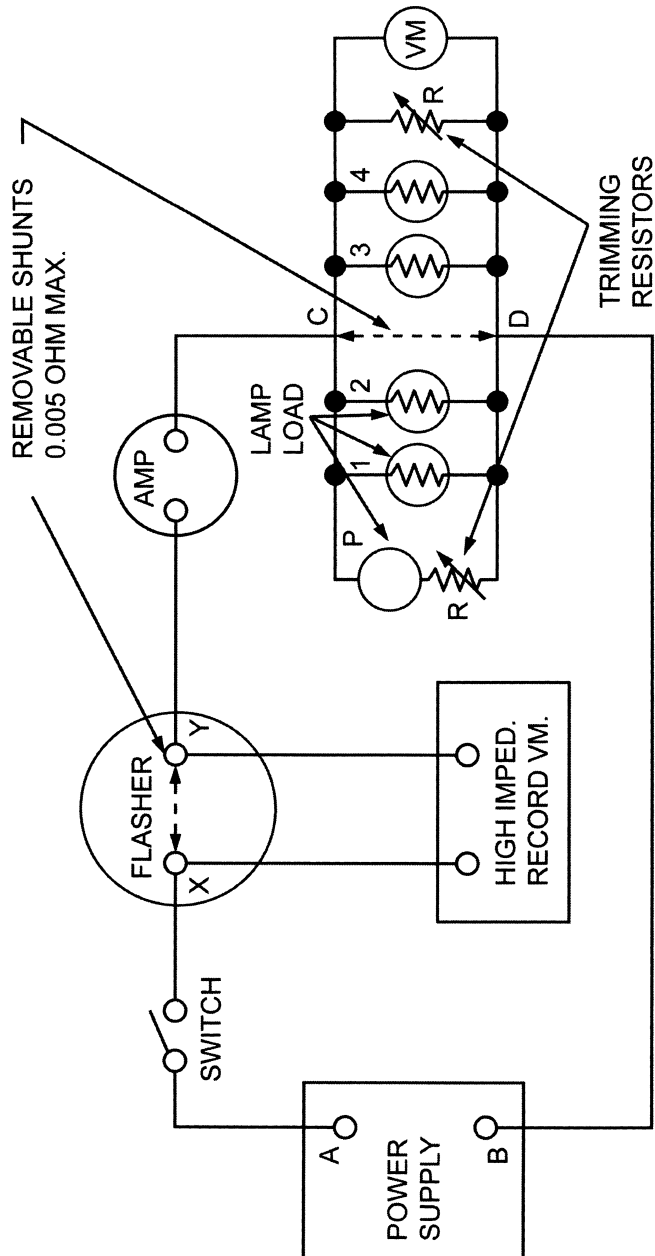 REMOVABLE SHUNTS
0.005 OHM MAX.
FLASHER
X
Y
AMP
SWITCH
A
POWER
SUPPLY
B
HIGH IMPED.
RECORD VM.
LAMP
LOAD
P
R
1
2
C
D
3
4
R
VM
TRIMMING
RESISTORS